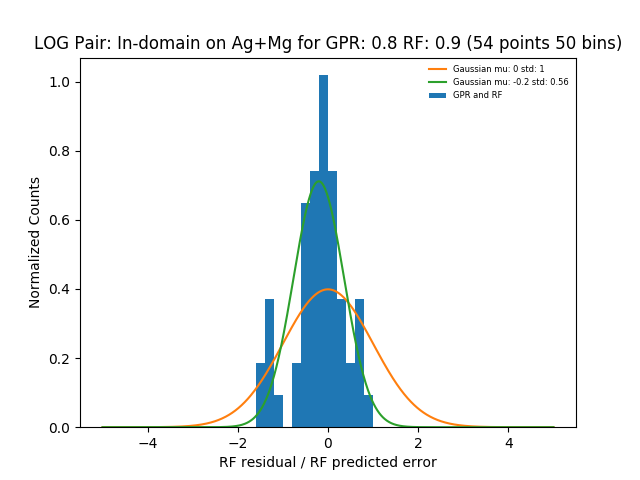 LOG Pair: In-domain on Ag+Mg for GPR: 0.8 RF: 0.9 (54 points 50 bins)
Gaussian mu: 0 std: 1
Gaussian mu: -0.2 std: 0.56
GPR and RF
Normalized Counts
1.0
0.8
0.6
0.4
0.2
0.0
−4 −2 0 2 4
RF residual / RF predicted error